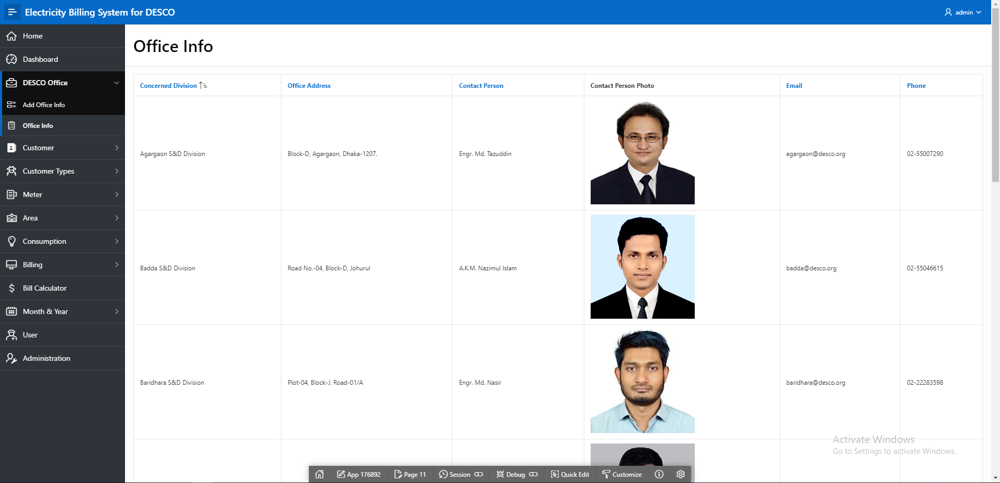 Electricity Billing System for DESCO
admin
Home
Dashboard
DESCO Office
Add Office Info
Office Info
Customer
Customer Types
Meter
Area
Consumption
Billing
Bill Calculator
Month & Year
User
Administration
Office Info
Concerned Division Office Address Contact Person Contact Person Photo Email Phone
Agargaon S&D Division Block-D, Agargaon, Dhaka-1207. Engr. Md. Tazuddin agargaon@desco.org 02-55007290
Badda S&D Division Road No.-04, Block-D, Johurul A.K.M. Nazimul Islam badda@desco.org 02-55046615
Baridhara S&D Division Plot-04, Block-J, Road-01/A Engr. Md. Nasir baridhara@desco.org 02-22283598
Activate Windows
Go to Settings to activate Windows.
App 176892 Page 11 Session Debug Quick Edit Customize